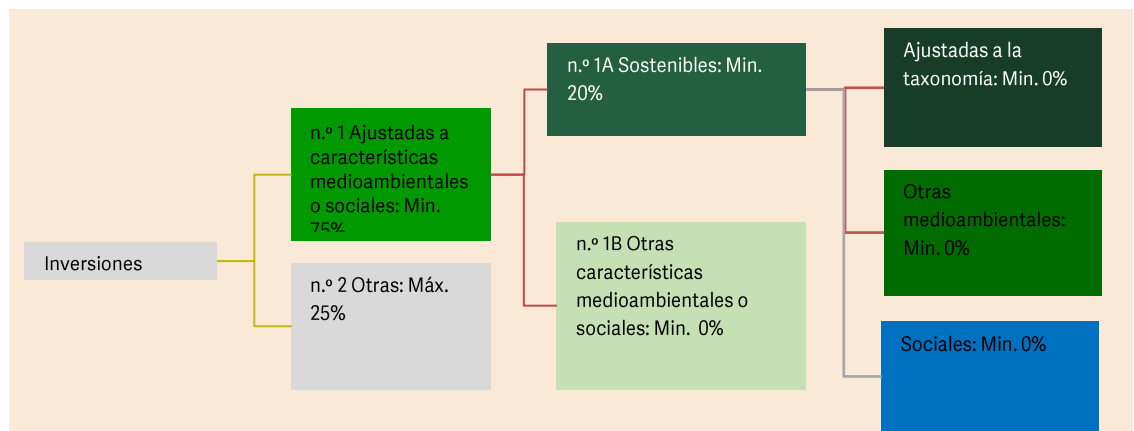 Inversiones
n.º 1 Ajustadas a
características
medioambientales
o sociales: Min.
75%
n.º 2 Otras: Máx.
25%
n.º 1A Sostenibles: Min.
20%
n.º 1B Otras
características
medioambientales o
sociales: Min. 0%
Ajustadas a la
taxonomía: Min. 0%
Otras
medioambientales:
Min. 0%
Sociales: Min. 0%